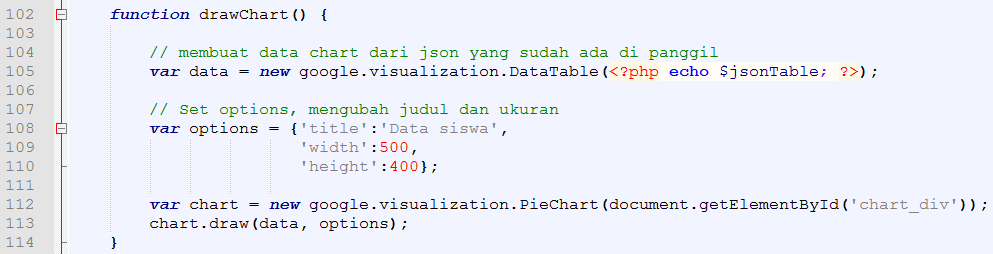 102 function drawChart() {
103
104 // membuat data chart dari json yang sudah ada di panggil
105 var data = new google.visualization.DataTable(<?php echo $jsonTable; ?>);
106
107 // Set options, mengubah judul dan ukuran
108 var options = {'title':'Data siswa',
109 'width':500,
110 'height':400};
111
112 var chart = new google.visualization.PieChart(document.getElementById('chart_div'));
113 chart.draw(data, options);
114 }